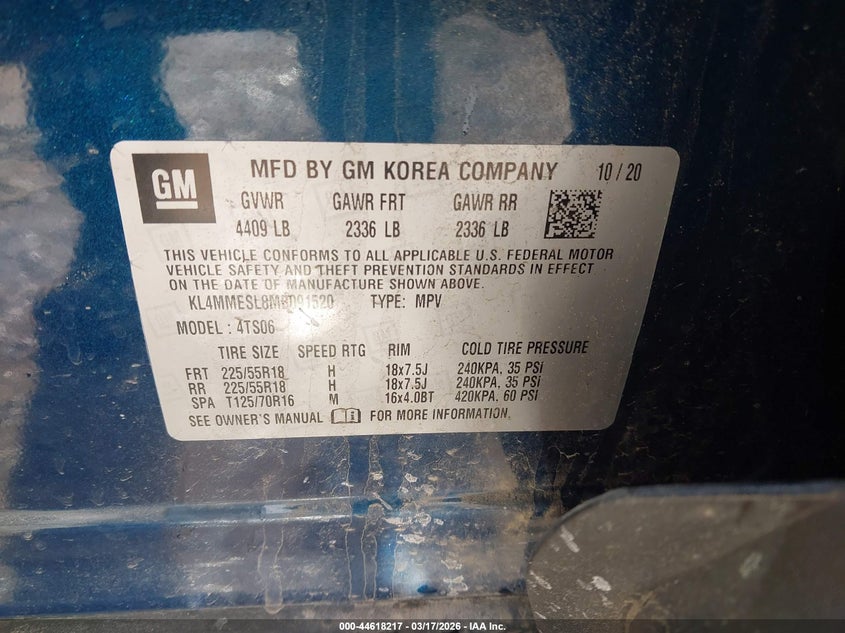 GM MFD BY GM KOREA COMPANY 10 / 20
GVWR GAWR FRT GAWR RR
4409 LB 2336 LB 2336 LB
THIS VEHICLE CONFORMS TO ALL APPLICABLE U.S. FEDERAL MOTOR
VEHICLE SAFETY AND THEFT PREVENTION STANDARDS IN EFFECT
ON THE DATE OF MANUFACTURE SHOWN ABOVE.
TYPE: MPV
MODEL : 4TS06
TIRE SIZE SPEED RTG RIM COLD TIRE PRESSURE
FRT 225/55R18 H 18x7.5J 240KPA, 35 PSi
RR 225/55R18 H 18x7.5J 240KPA, 35 PSi
SPA T125/70R16 M 16x4.0BT 420KPA, 60 PSi
SEE OWNER'S MANUAL FOR MORE INFORMATION.
000-44618217 - 03/17/2026 - IAA Inc.